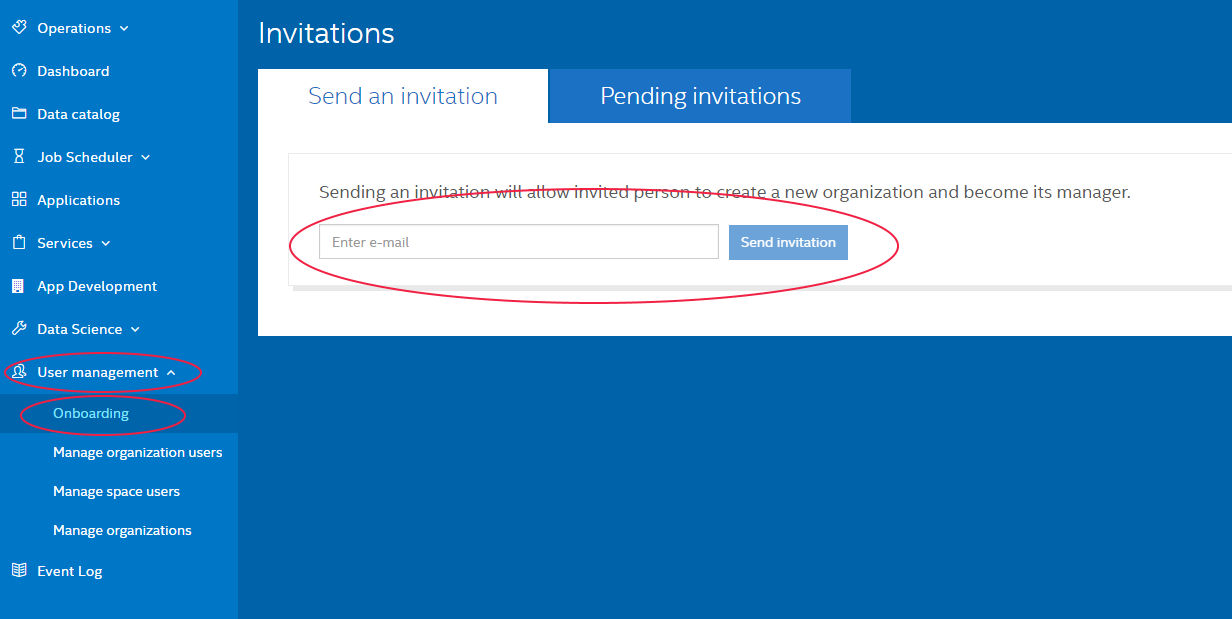 Operations
Dashboard
Data catalog
Job Scheduler
Applications
Services
App Development
Data Science
User management
Onboarding
Manage organization users
Manage space users
Manage organizations
Event Log
Invitations
Send an invitation
Pending invitations
Sending an invitation will allow invited person to create a new organization and become its manager.
Enter e-mail
Send invitation